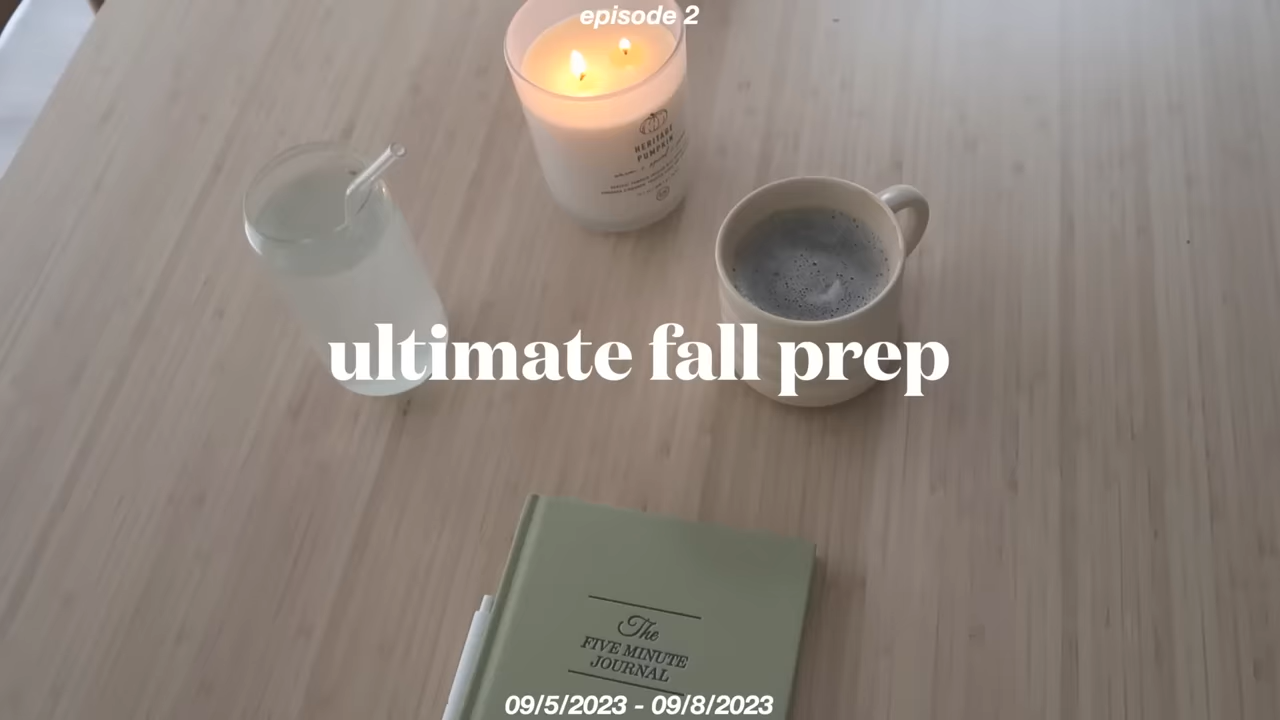 episode 2
HERITAGE
PUMPKIN
ultimate fall prep
The
FIVE MINUTE
JOURNAL
09/5/2023 - 09/8/2023